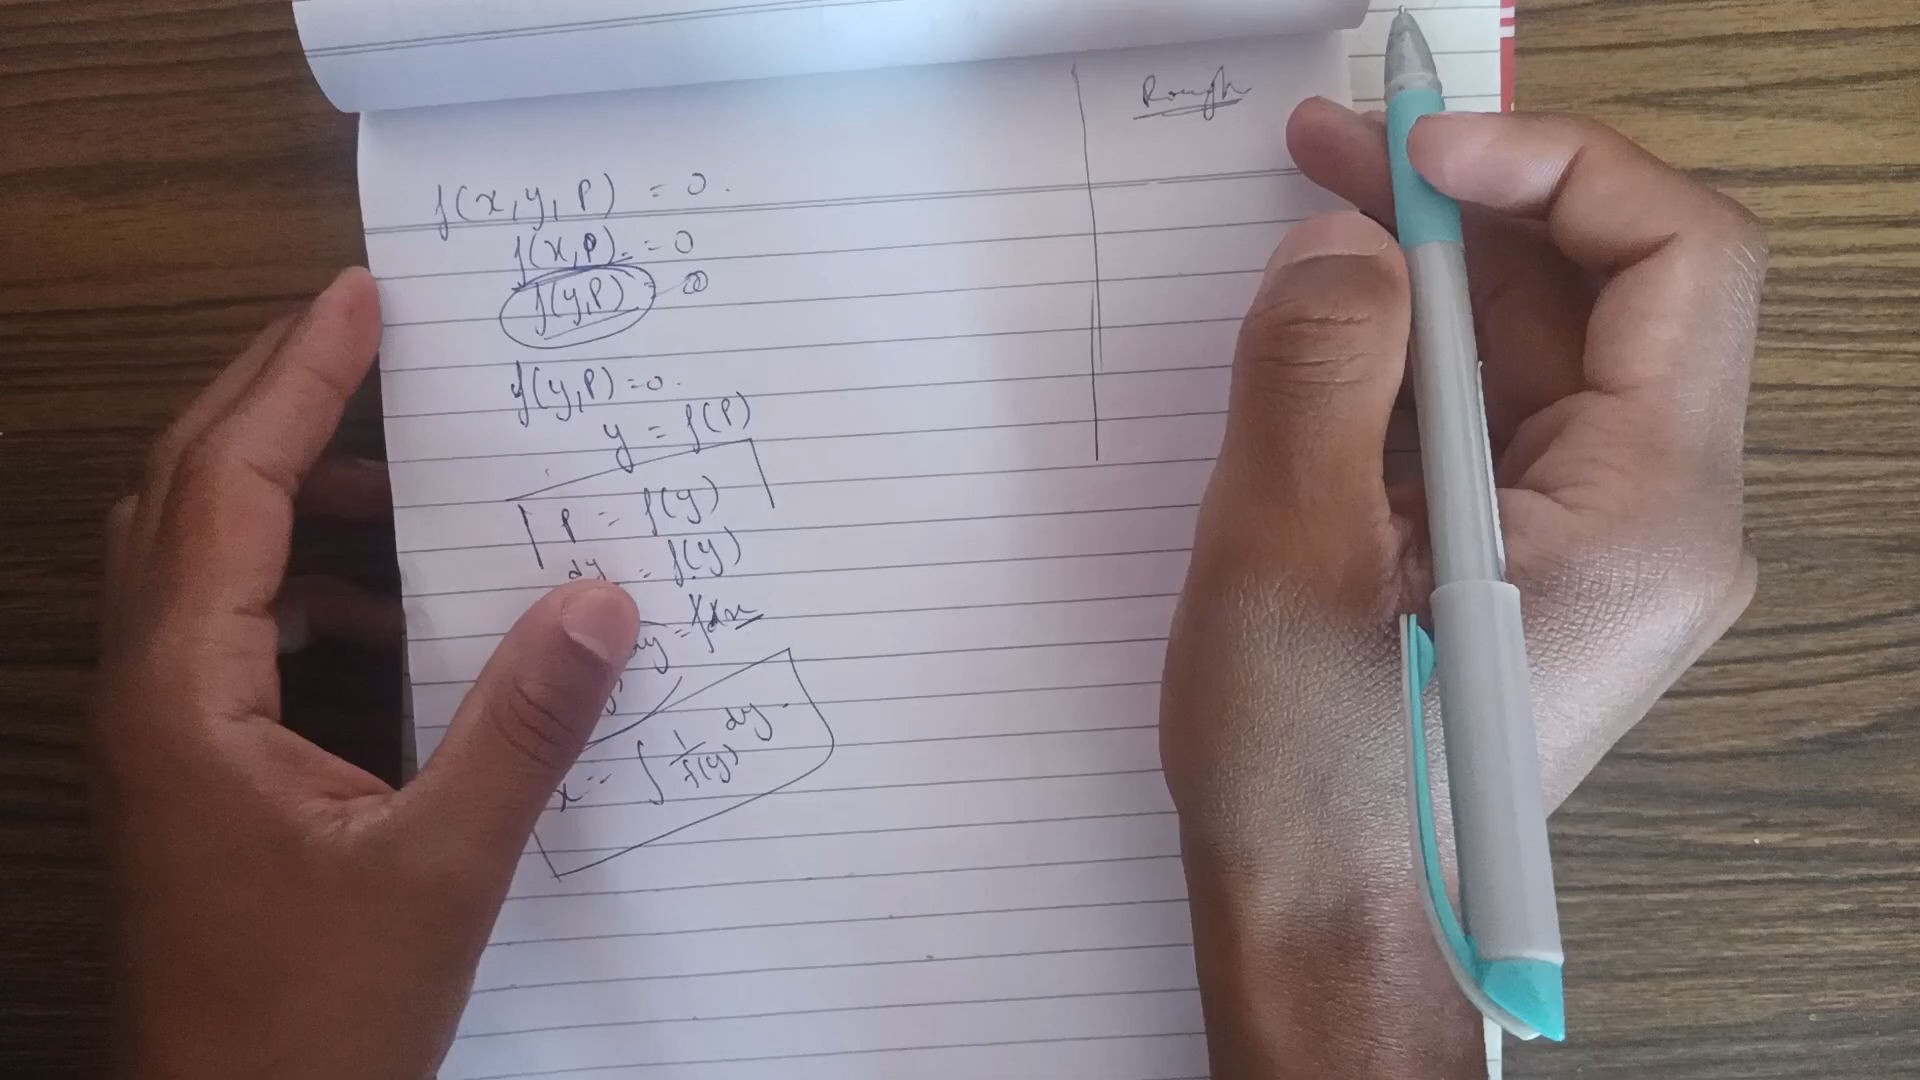 Rough
f(x,y,P) = 0.
f(x,P) = 0
f(y,P) = 0
f(y,P) = 0.
y = f(P)
P = f(y)
dy = f(y)
dy = ∫dx
x = ∫ 1/f(y) dy.